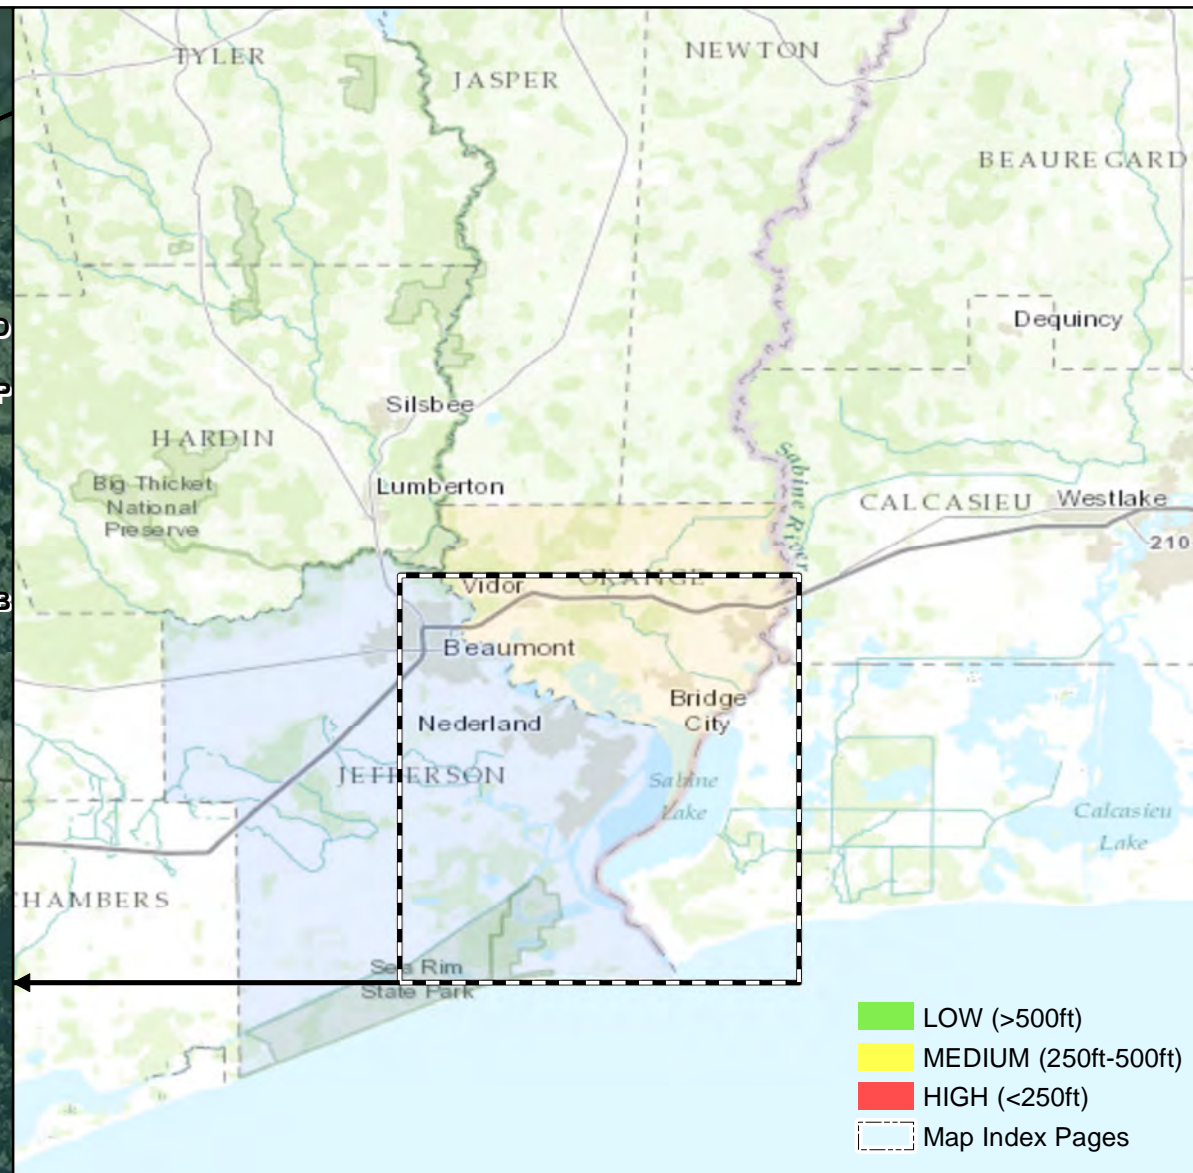 TYLER
NEWTON
JASPER
BEAUREGARD
Dequincy
Silsbee
HARDIN
Big Thicket
National
Preserve
Lumberton
Sabine River
CALCASIEU
Westlake
210
Vidor
ORANGE
Beaumont
Bridge
City
Nederland
JEFFERSON
Sabine
Lake
Calcasieu
Lake
CHAMBERS
Sea Rim
State Park
LOW (>500ft)
MEDIUM (250ft-500ft)
HIGH (<250ft)
Map Index Pages